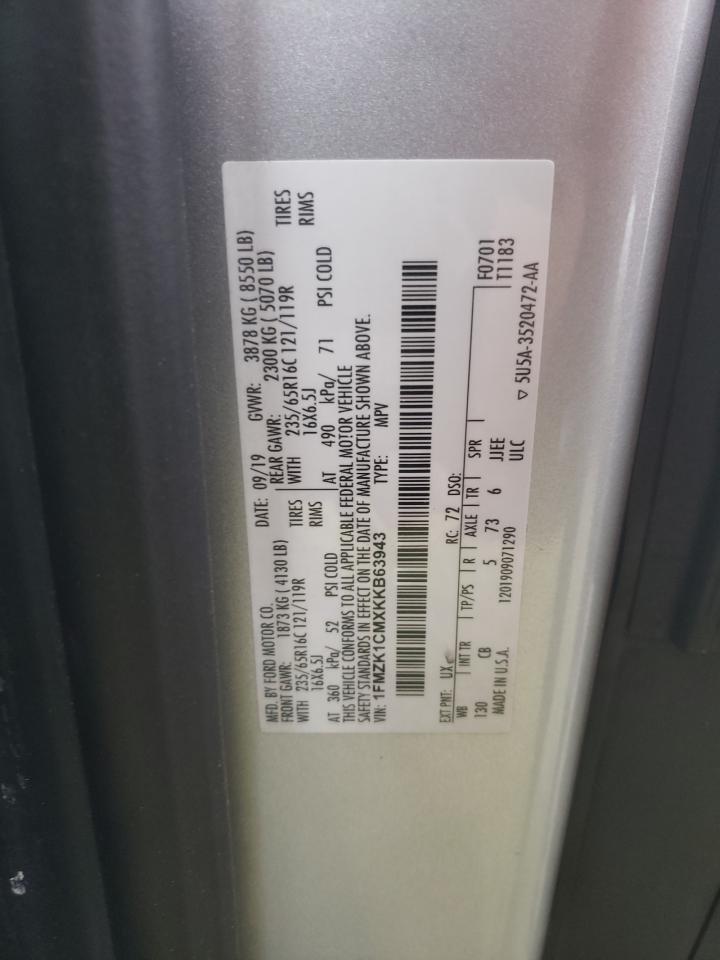 MFD. BY FORD MOTOR CO.
DATE: 09/19 GVWR: 3878 KG ( 8550 LB)
FRONT GAWR: 1873 KG ( 4130 LB) REAR GAWR: 2300 KG ( 5070 LB)
WITH 235/65R16C 121/119R TIRES WITH 235/65R16C 121/119R TIRES
16X6.5J RIMS 16X6.5J RIMS
AT 360 kPa/ 52 PSI COLD AT 490 kPa/ 71 PSI COLD
THIS VEHICLE CONFORMS TO ALL APPLICABLE FEDERAL MOTOR VEHICLE
SAFETY STANDARDS IN EFFECT ON THE DATE OF MANUFACTURE SHOWN ABOVE.
VIN: 1FMZK1CMXKKB63943 TYPE: MPV
EXT PNT: UX RC: 72 DSO:
WB INT TR TP/PS R AXLE TR SPR F0701
130 CB 5 73 6 JJEE T1183
MADE IN U.S.A. 1201909071290 ULC
▽ 5U5A-3520472-AA